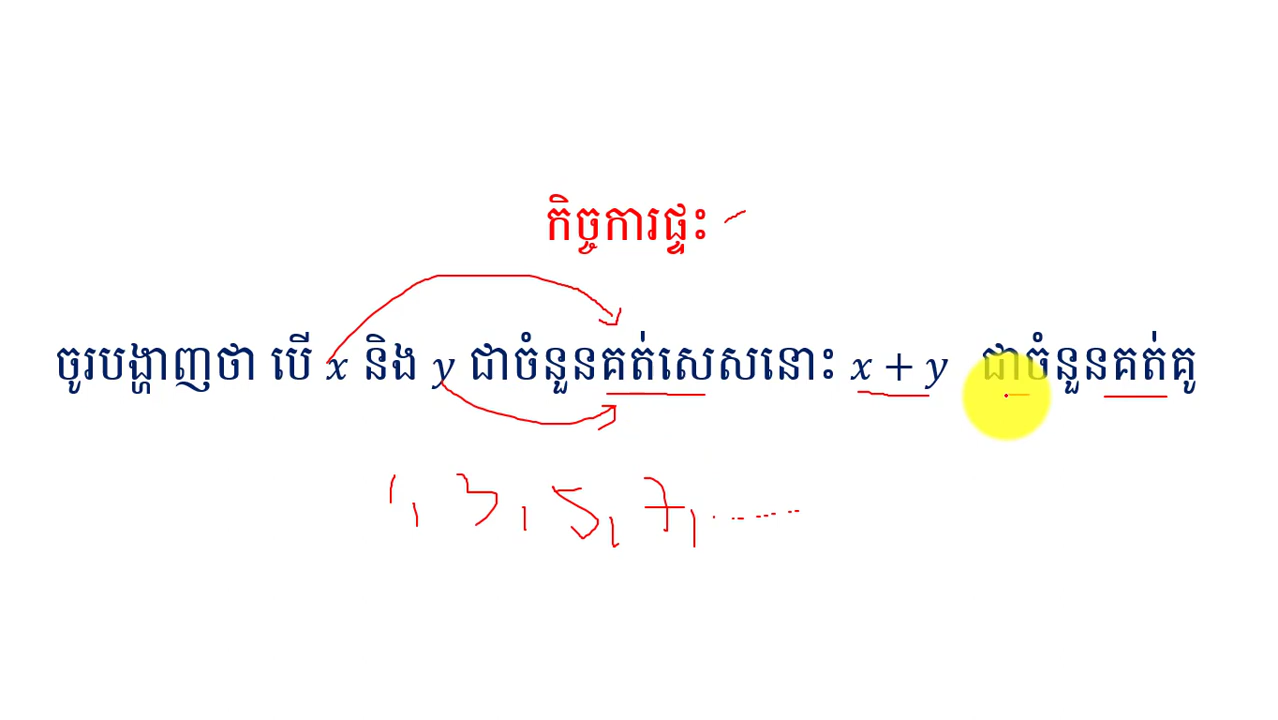 កិច្ចការផ្ទះ
ចូរបង្ហាញថា បើ x និង y ជាចំនួនគត់សេសនោះ x + y ជាចំនួនគត់គូ
1, 3, 5, 7, ......